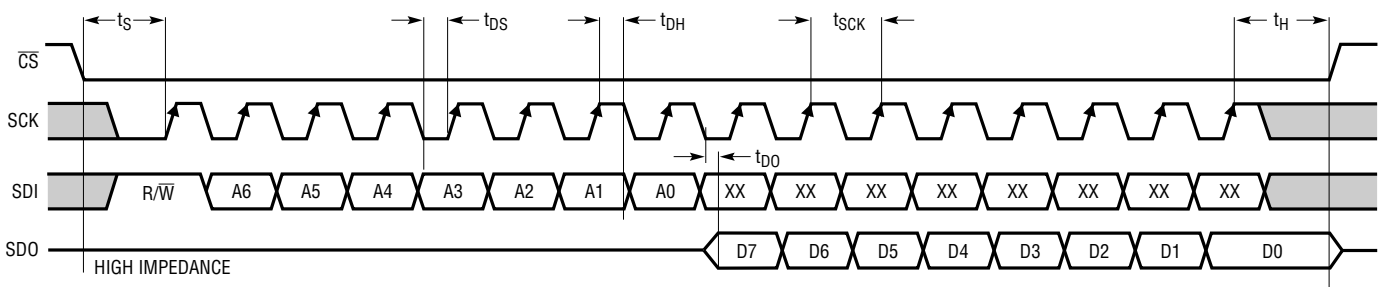 tS tDS tDH tSCK tH
CS
SCK
tDO
SDI R/W A6 A5 A4 A3 A2 A1 A0 XX XX XX XX XX XX XX XX
SDO D7 D6 D5 D4 D3 D2 D1 D0
HIGH IMPEDANCE